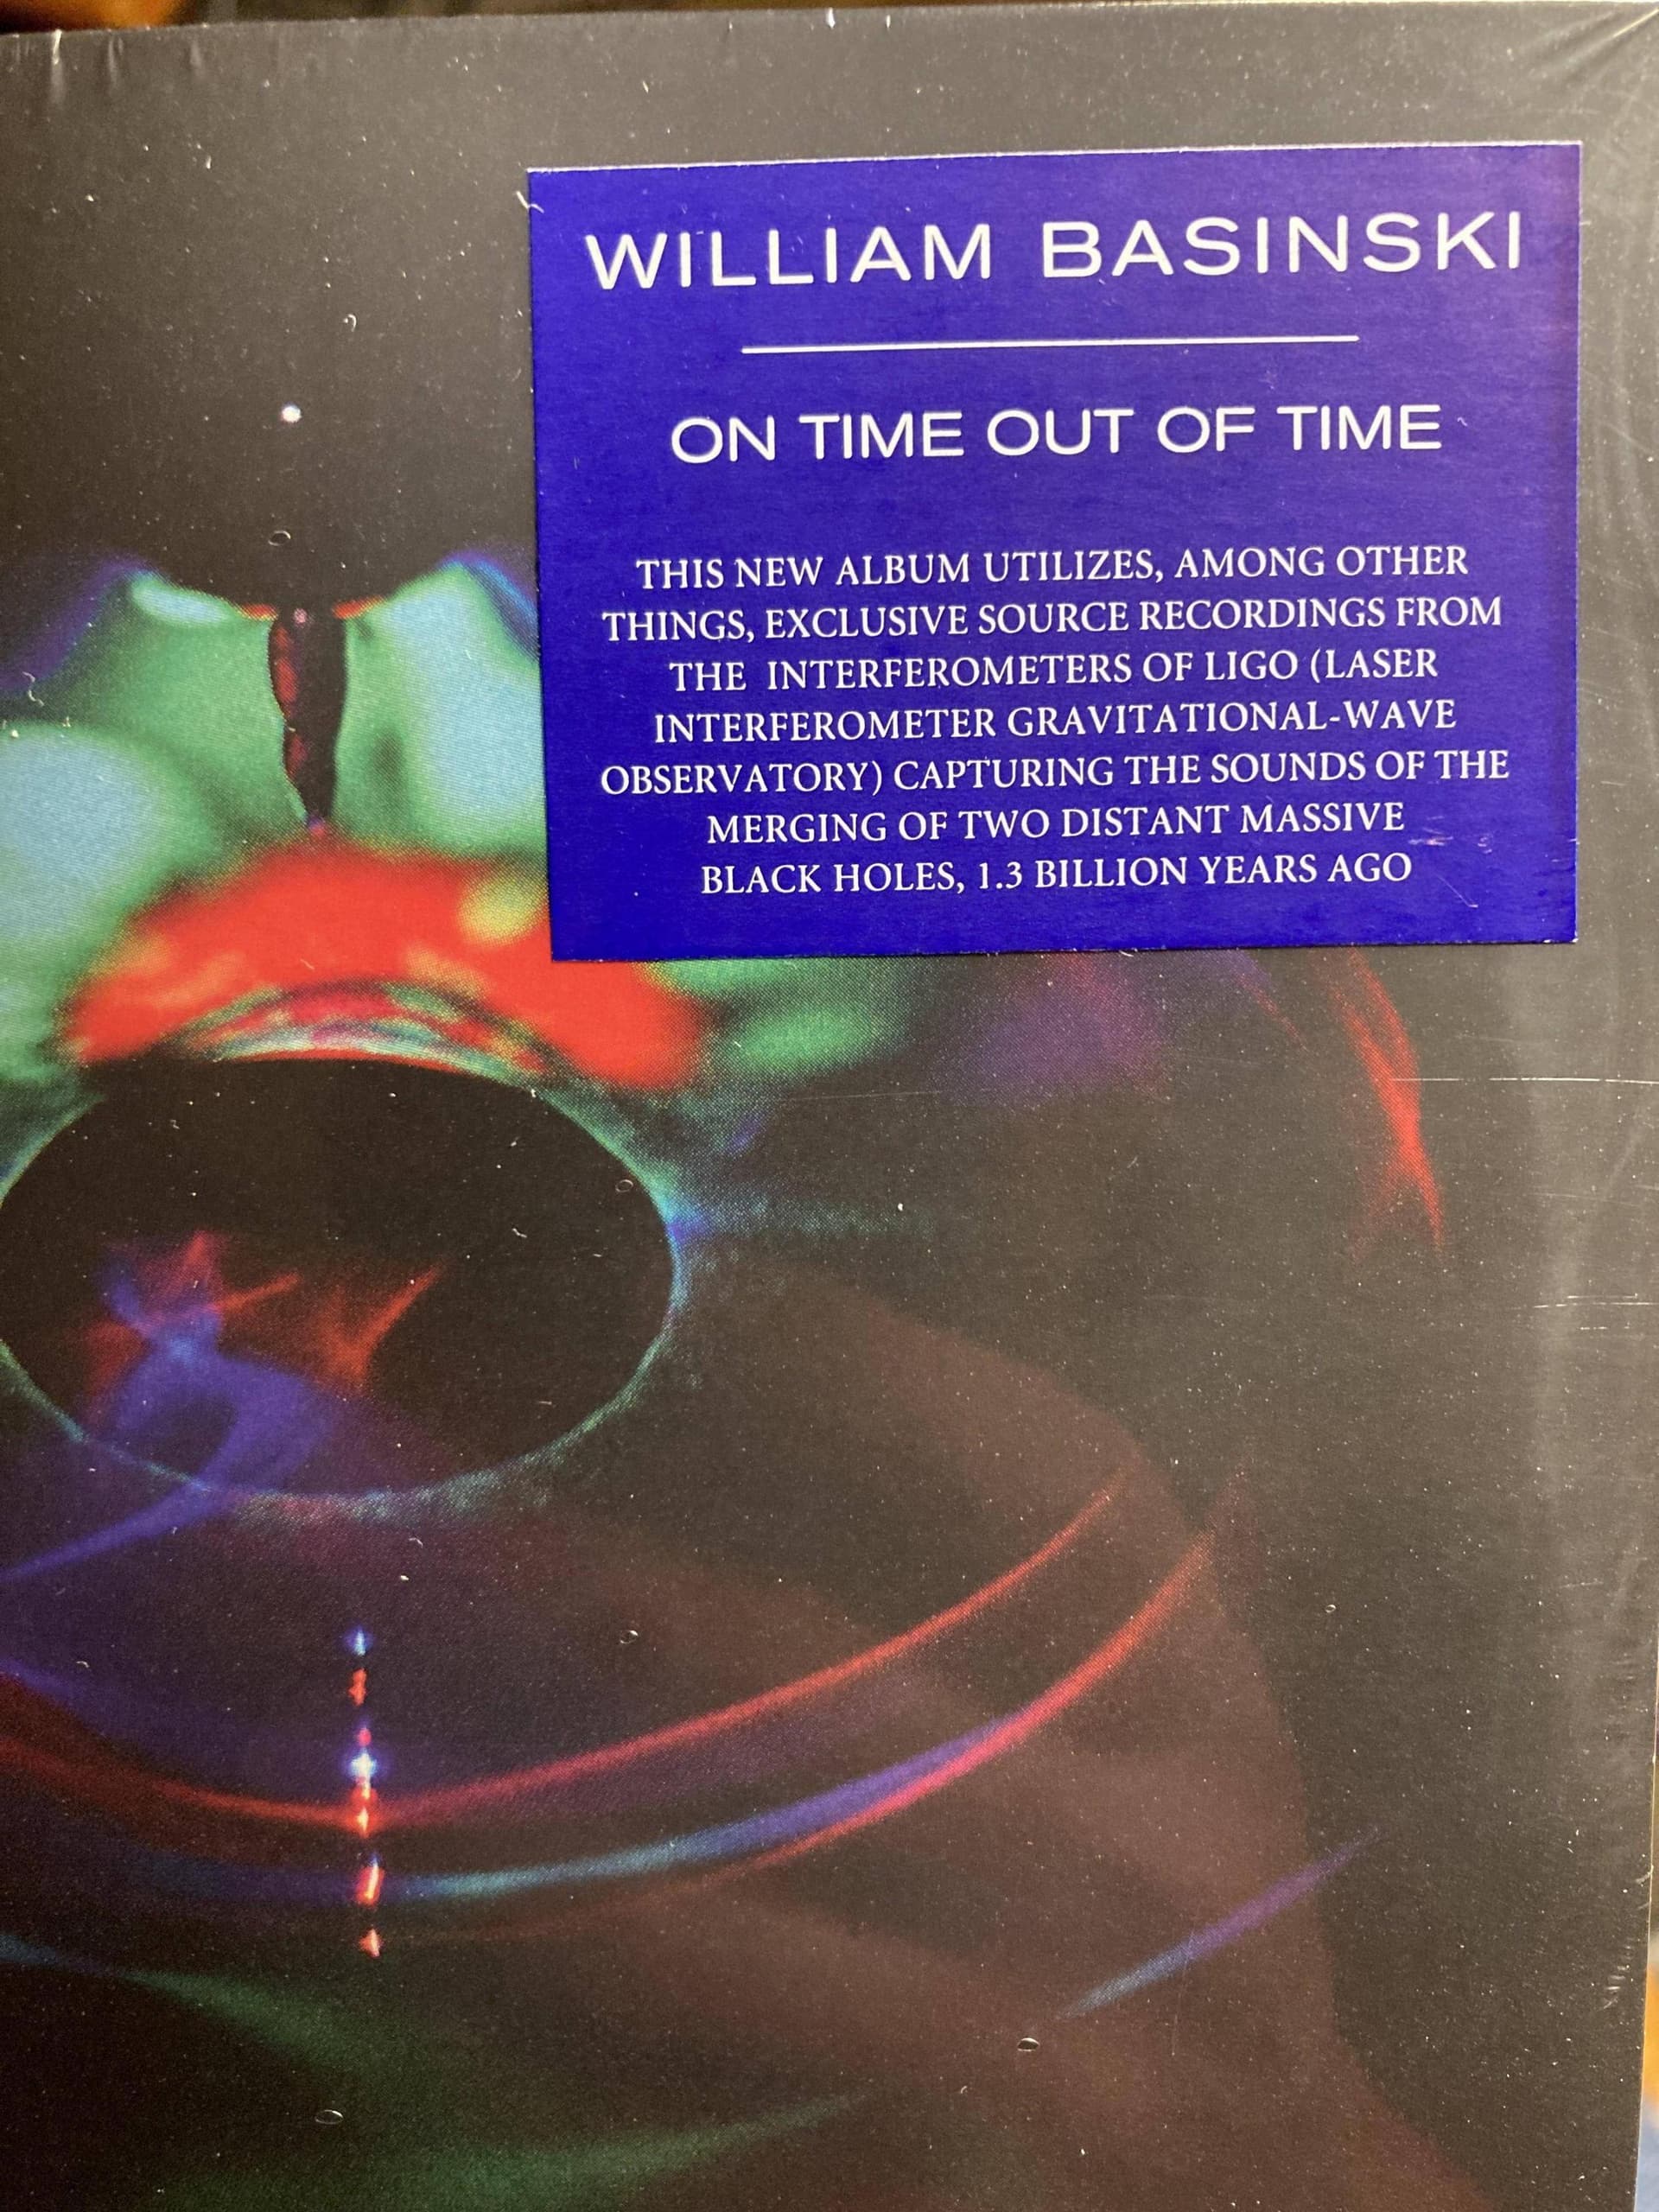 WILLIAM BASINSKI
ON TIME OUT OF TIME
THIS NEW ALBUM UTILIZES, AMONG OTHER
THINGS, EXCLUSIVE SOURCE RECORDINGS FROM
THE INTERFEROMETERS OF LIGO (LASER
INTERFEROMETER GRAVITATIONAL-WAVE
OBSERVATORY) CAPTURING THE SOUNDS OF THE
MERGING OF TWO DISTANT MASSIVE
BLACK HOLES, 1.3 BILLION YEARS AGO